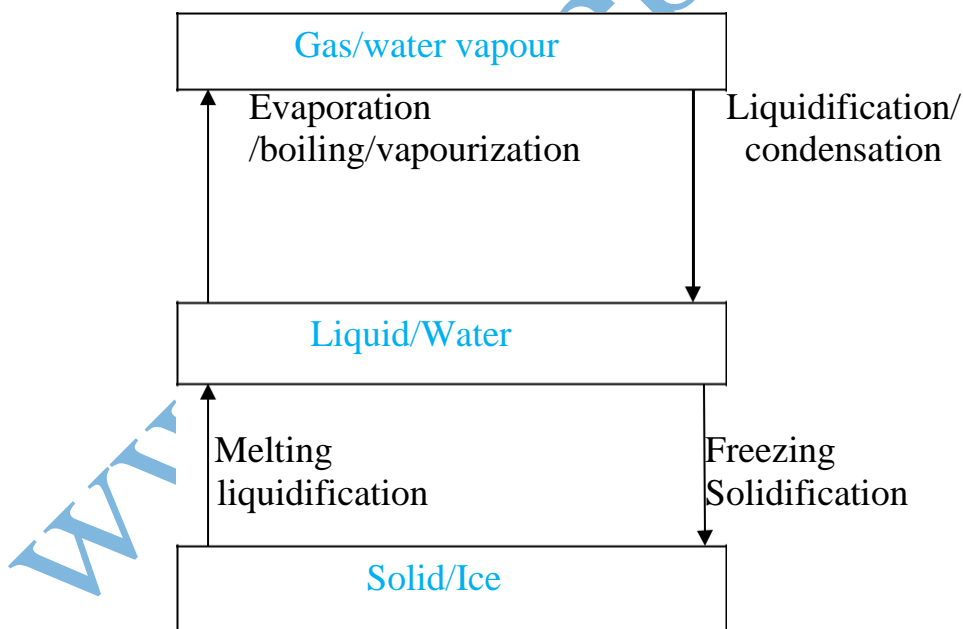 Gas/water vapour
Evaporation
/boiling/vapourization
Liquidification/
condensation
Liquid/Water
Melting
liquidification
Freezing
Solidification
Solid/Ice